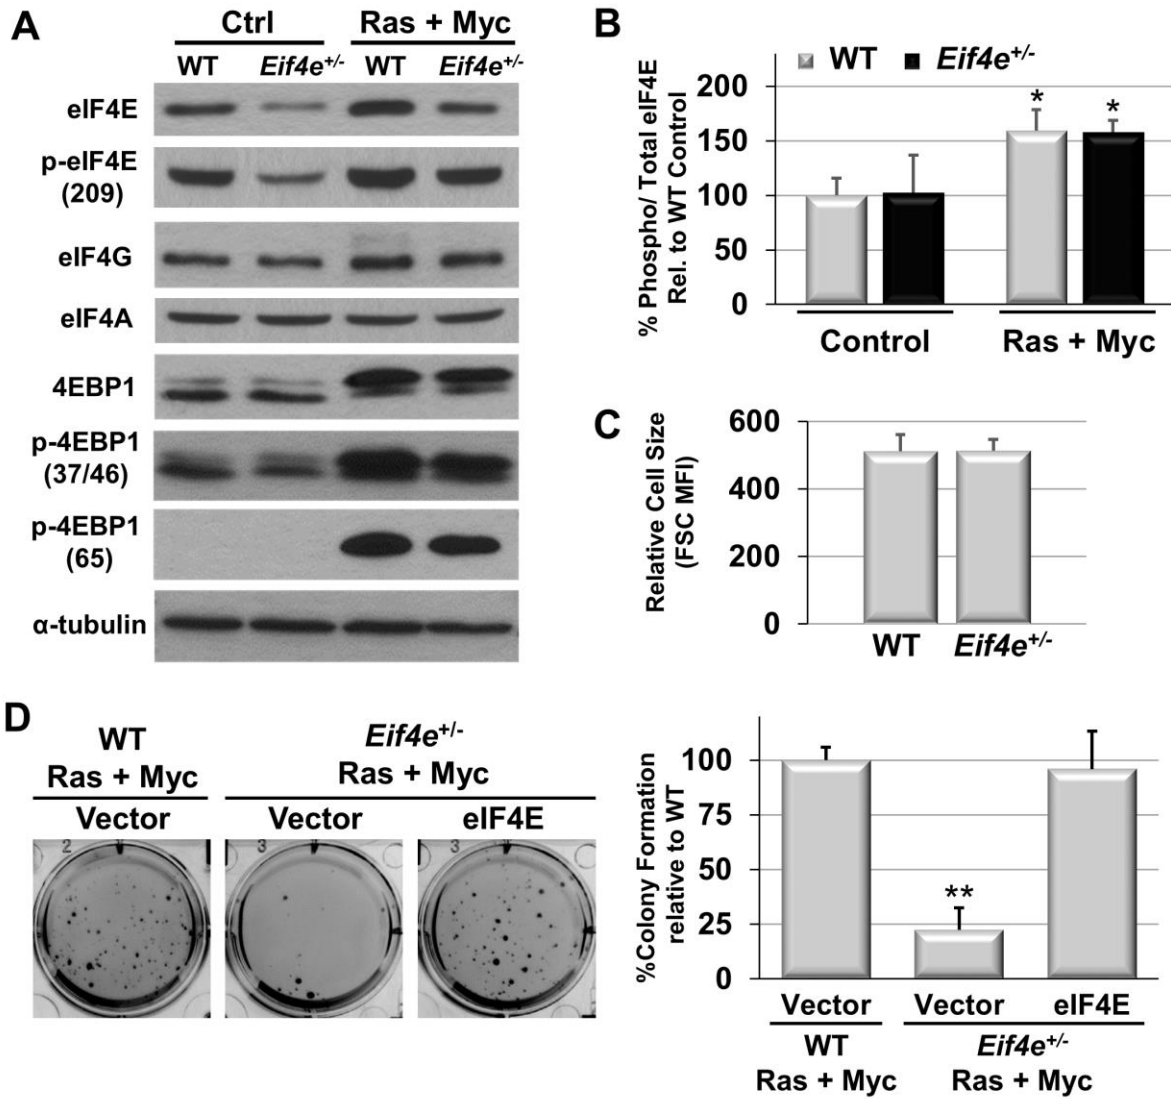 A
Ctrl
Ras + Myc
WT
Eif4e+/-
WT
Eif4e+/-
eIF4E
p-eIF4E
(209)
eIF4G
eIF4A
4EBP1
p-4EBP1
(37/46)
p-4EBP1
(65)
α-tubulin
B
WT
Eif4e+/-
% Phospho/ Total eIF4E
Rel. to WT Control
200
150
100
50
0
*
*
Control
Ras + Myc
C
Relative Cell Size
(FSC MFI)
600
400
200
0
WT
Eif4e+/-
D
WT
Ras + Myc
Eif4e+/-
Ras + Myc
Vector
Vector
eIF4E
2
3
3
%Colony Formation
relative to WT
100
75
50
25
0
**
Vector
Vector
eIF4E
WT
Ras + Myc
Eif4e+/-
Ras + Myc